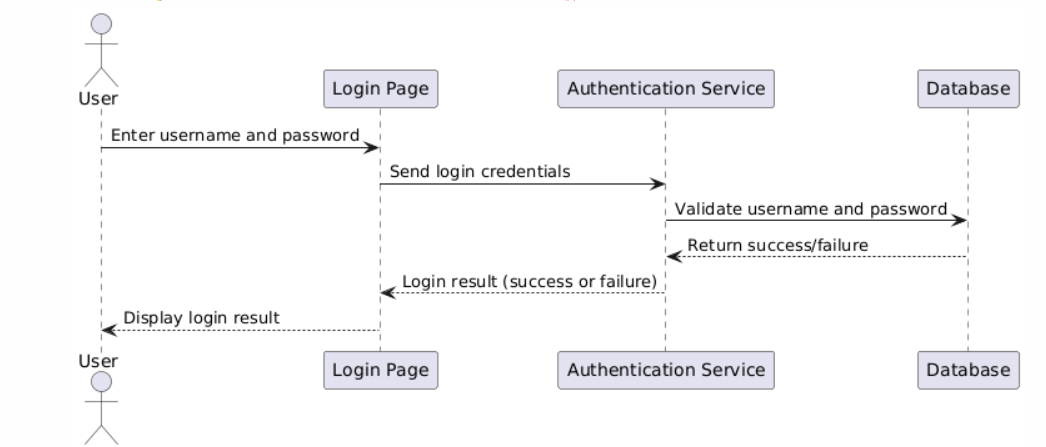 User
Login Page
Authentication Service
Database
Enter username and password
Send login credentials
Validate username and password
Return success/failure
Login result (success or failure)
Display login result
User
Login Page
Authentication Service
Database